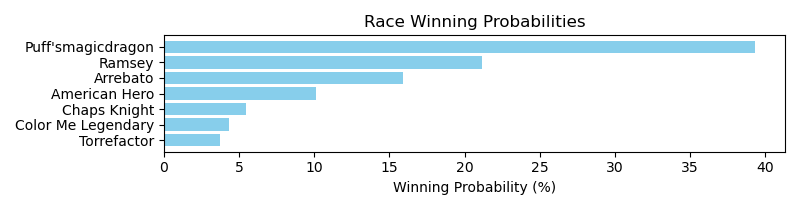 Race Winning Probabilities
Puff'smagicdragon
Ramsey
Arrebato
American Hero
Chaps Knight
Color Me Legendary
Torrefactor
0 5 10 15 20 25 30 35 40
Winning Probability (%)